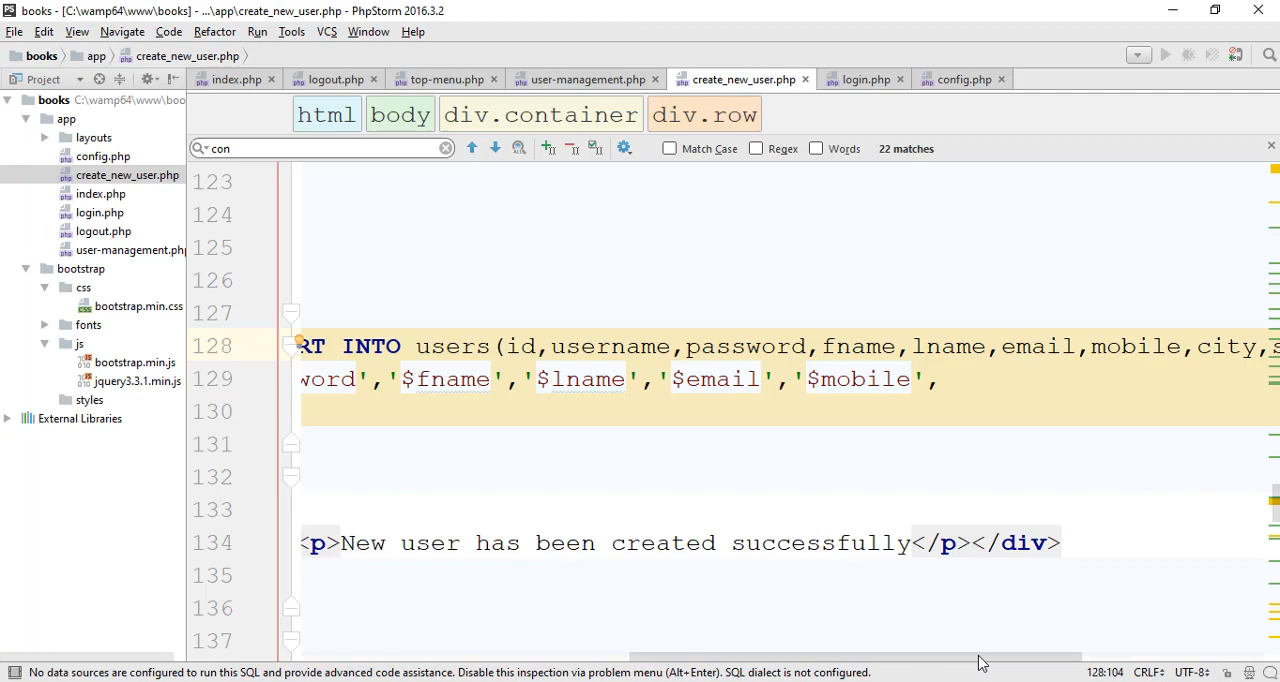 books - [C:\wamp64\www\books] - ...\app\create_new_user.php - PhpStorm 2016.3.2
File Edit View Navigate Code Refactor Run Tools VCS Window Help
books app create_new_user.php
Project
index.php logout.php top-menu.php user-management.php create_new_user.php login.php config.php
books C:\wamp64\www\boo
app
layouts
config.php
create_new_user.php
index.php
login.php
logout.php
user-management.php
bootstrap
css
bootstrap.min.css
fonts
js
bootstrap.min.js
jquery3.3.1.min.js
styles
External Libraries
html body div.container div.row
con Match Case Regex Words 22 matches
123
124
125
126
127
128 RT INTO users(id,username,password,fname,lname,email,mobile,city,s
129 word','$fname','$lname','$email','$mobile',
130
131
132
133
134 <p>New user has been created successfully</p></div>
135
136
137
No data sources are configured to run this SQL and provide advanced code assistance. Disable this inspection via problem menu (Alt+Enter). SQL dialect is not configured. 128:104 CRLF UTF-8